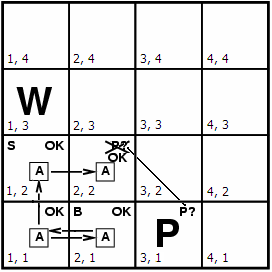 1, 4 2, 4 3, 4 4, 4
W
1, 3 2, 3 3, 3 4, 3
S OK P?
OK
A A
1, 2 2, 2 3, 2 4, 2
OK B OK P?
A A P
1, 1 2, 1 3, 1 4, 1